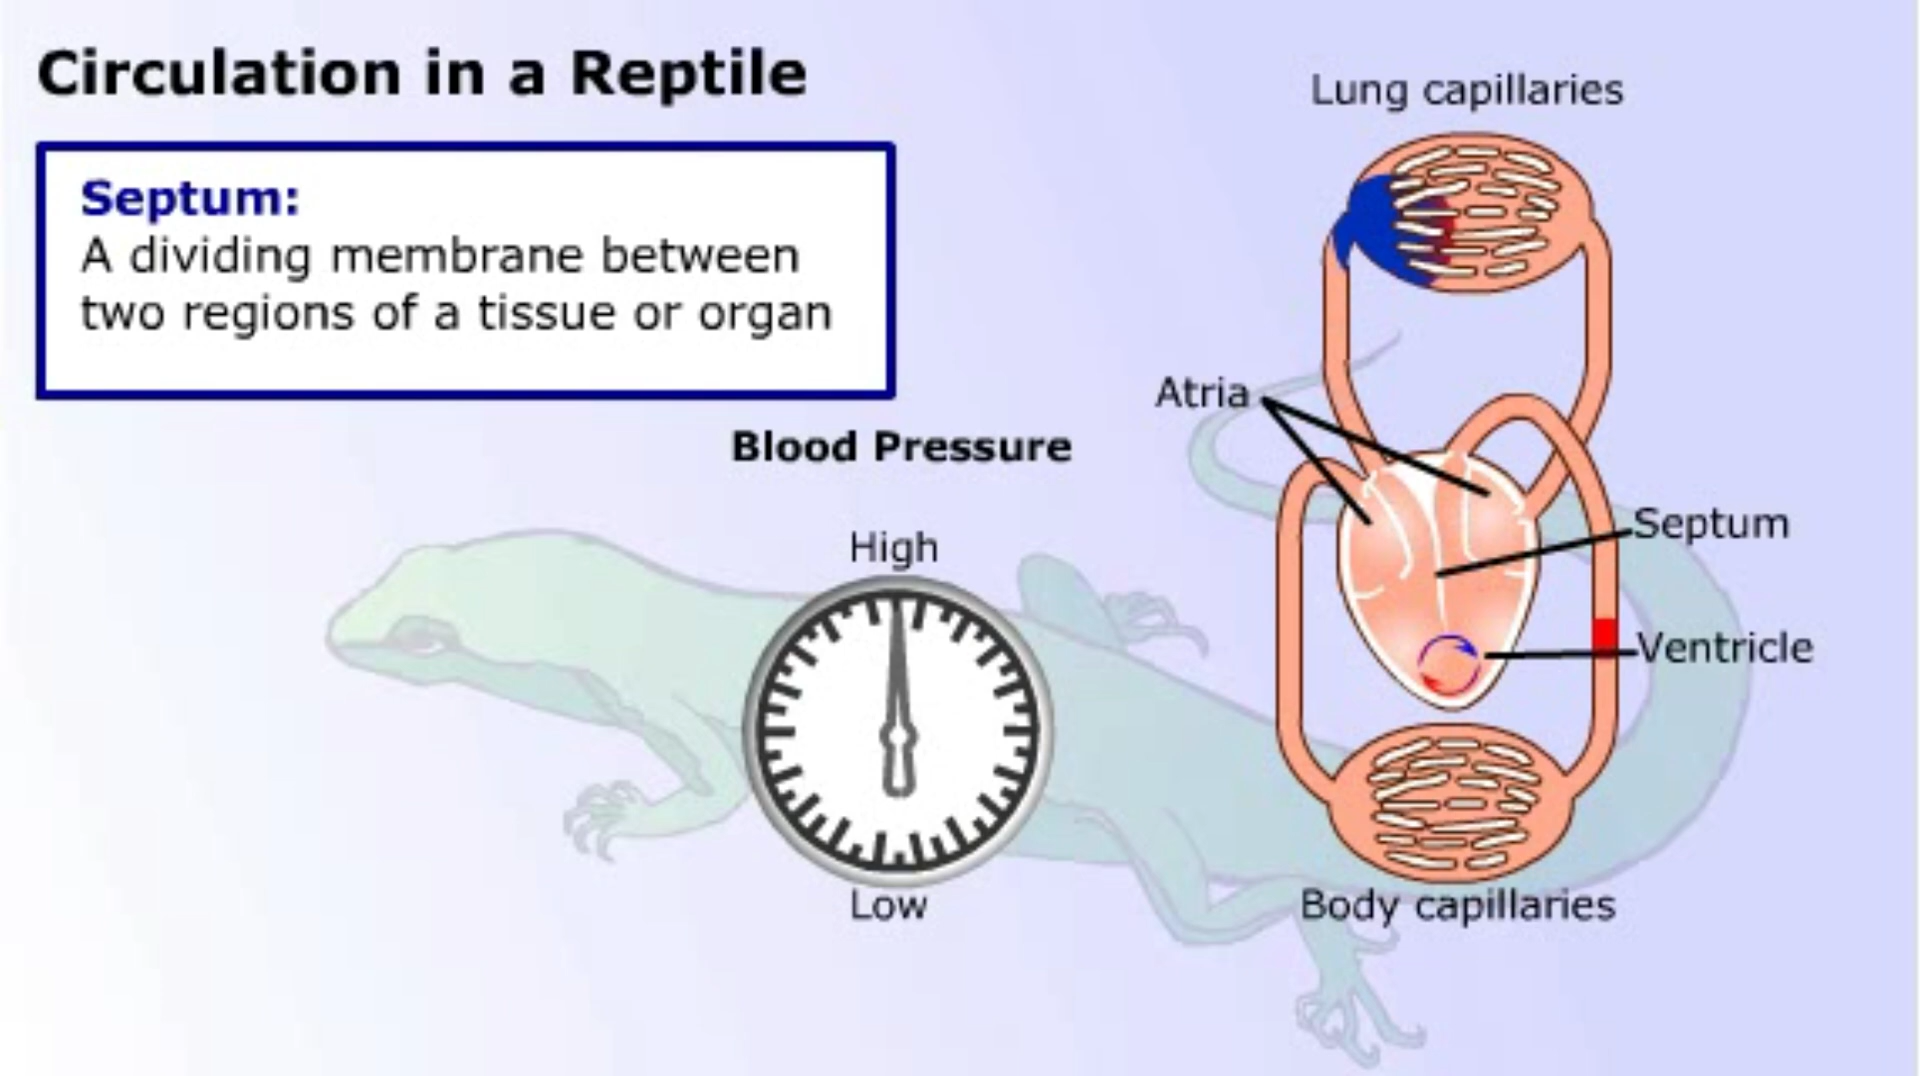 Circulation in a Reptile
Septum:
A dividing membrane between
two regions of a tissue or organ
Blood Pressure
High
Low
Lung capillaries
Atria
Septum
Ventricle
Body capillaries